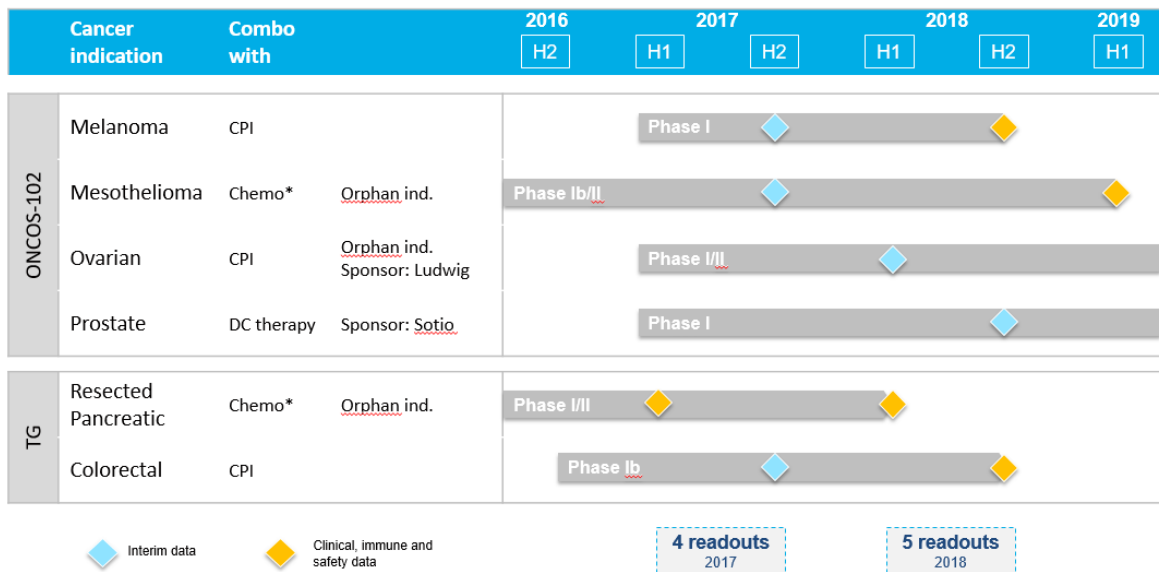 2016 2017 2018 2019
Cancer indication Combo with H2 H1 H2 H1 H2 H1
ONCOS-102
Melanoma CPI Phase I
Mesothelioma Chemo* Orphan ind. Phase Ib/II
Ovarian CPI Orphan ind. Sponsor: Ludwig Phase I/II
Prostate DC therapy Sponsor: Sotio Phase I
TG
Resected Pancreatic Chemo* Orphan ind. Phase I/II
Colorectal CPI Phase Ib
Interim data
Clinical, immune and
safety data
4 readouts
2017
5 readouts
2018